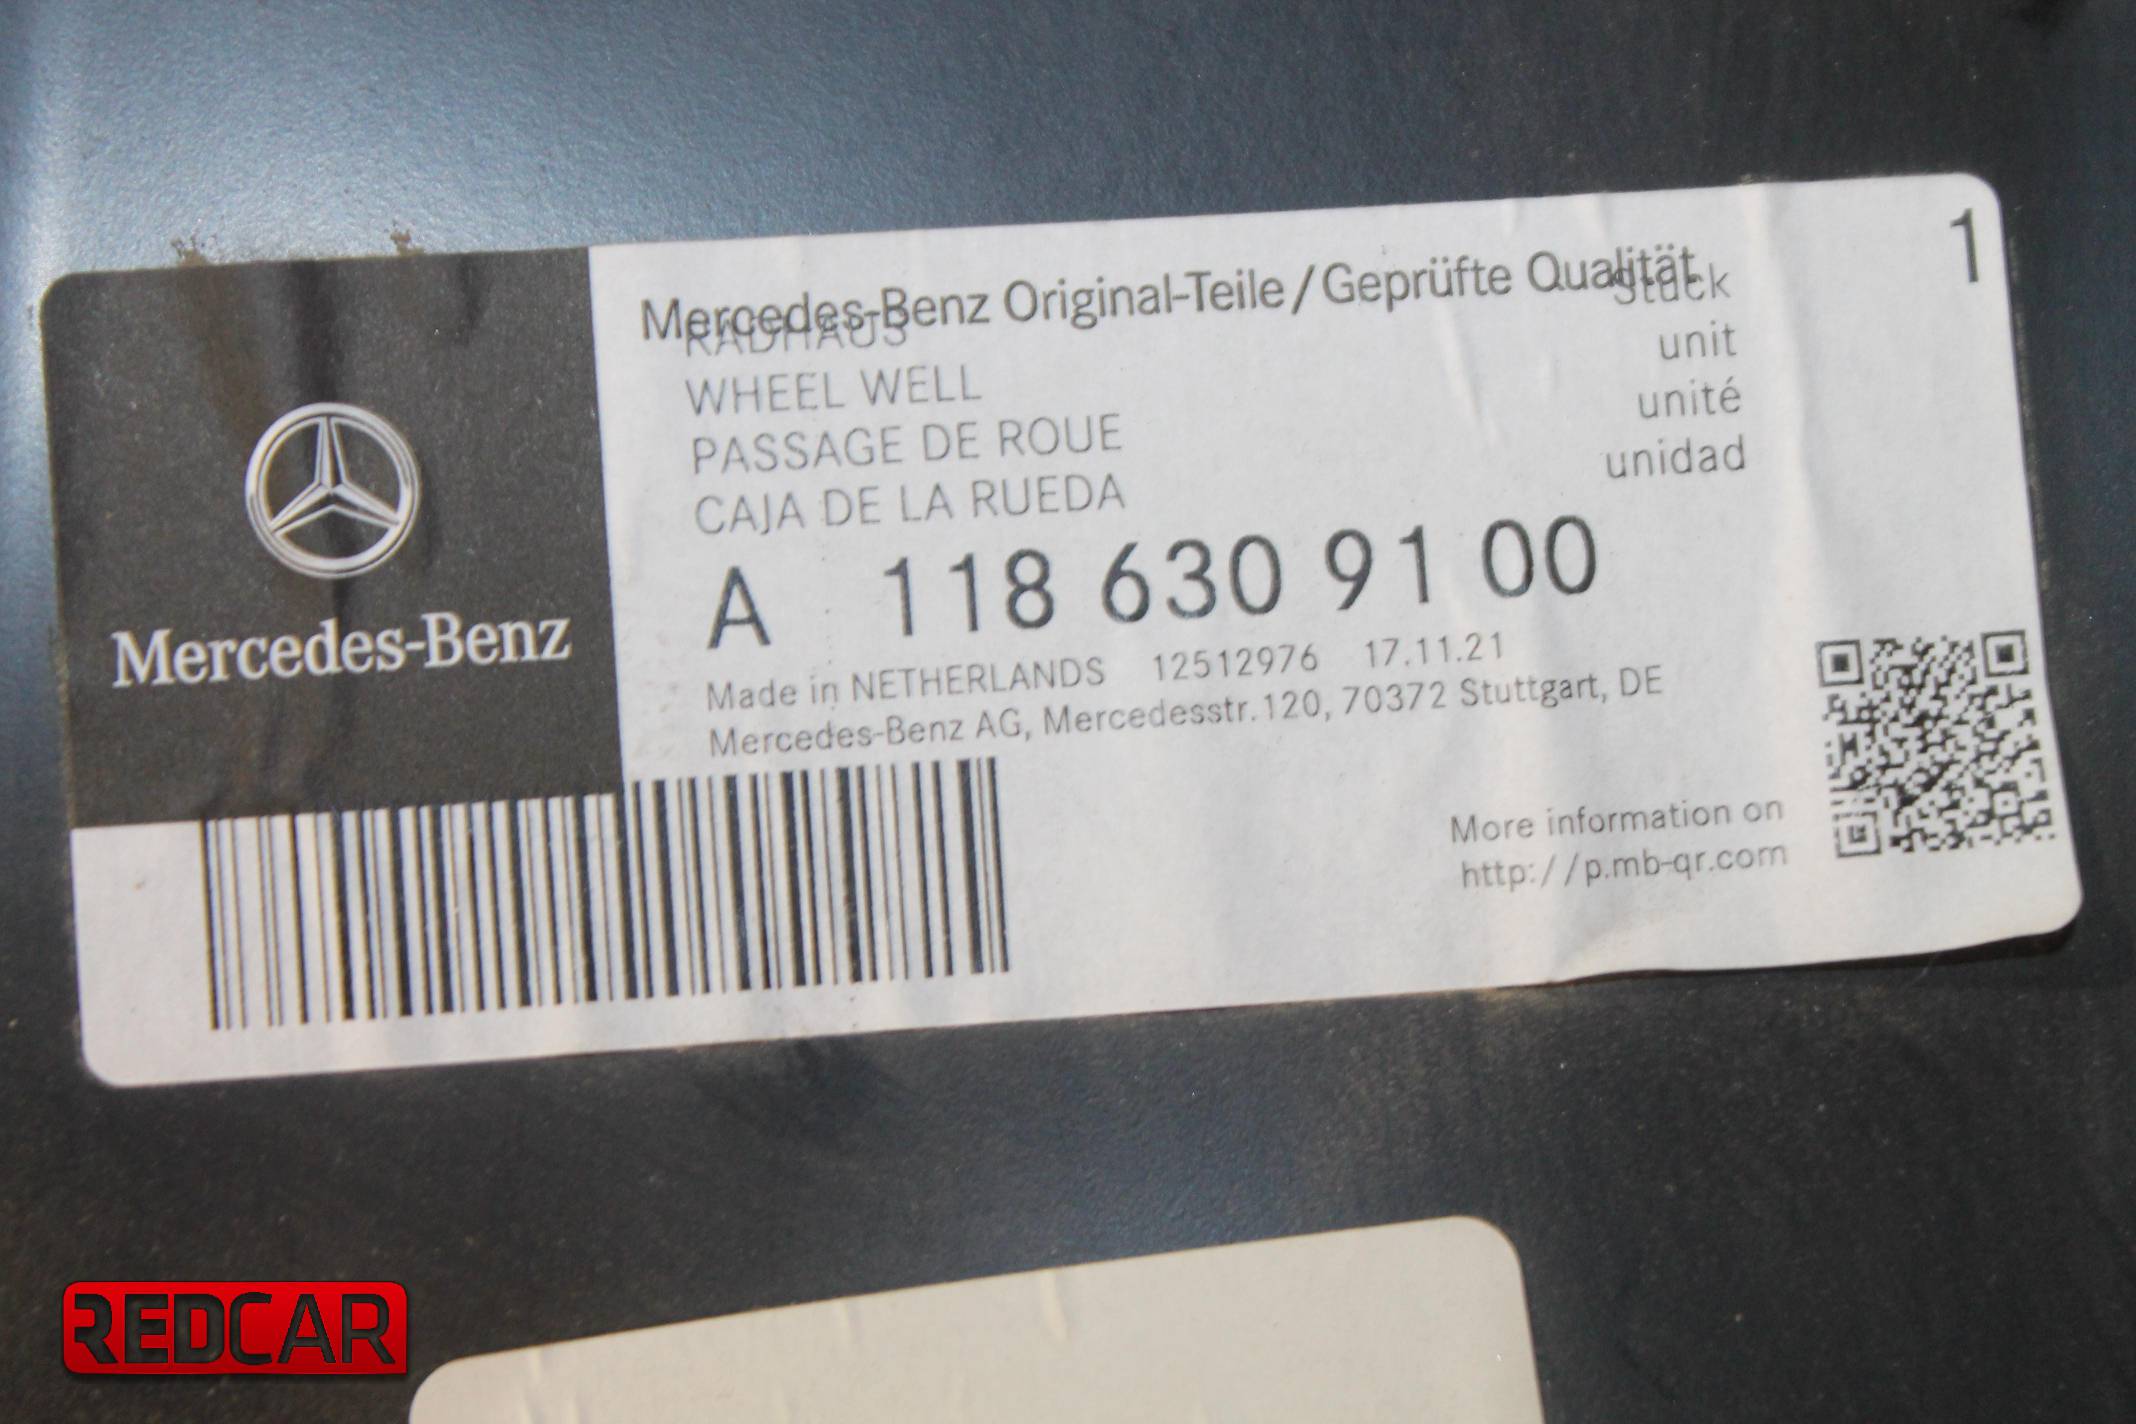 Mercedes-Benz
Mercedes-Benz Original-Teile/Geprüfte Qualität
RADHAUS
WHEEL WELL
PASSAGE DE ROUE
CAJA DE LA RUEDA
Stück
unit
unité
unidad
1
A 118 630 91 00
Made in NETHERLANDS 12512976 17.11.21
Mercedes-Benz AG, Mercedesstr.120, 70372 Stuttgart, DE
More information on
http://p.mb-qr.com
REDCAR